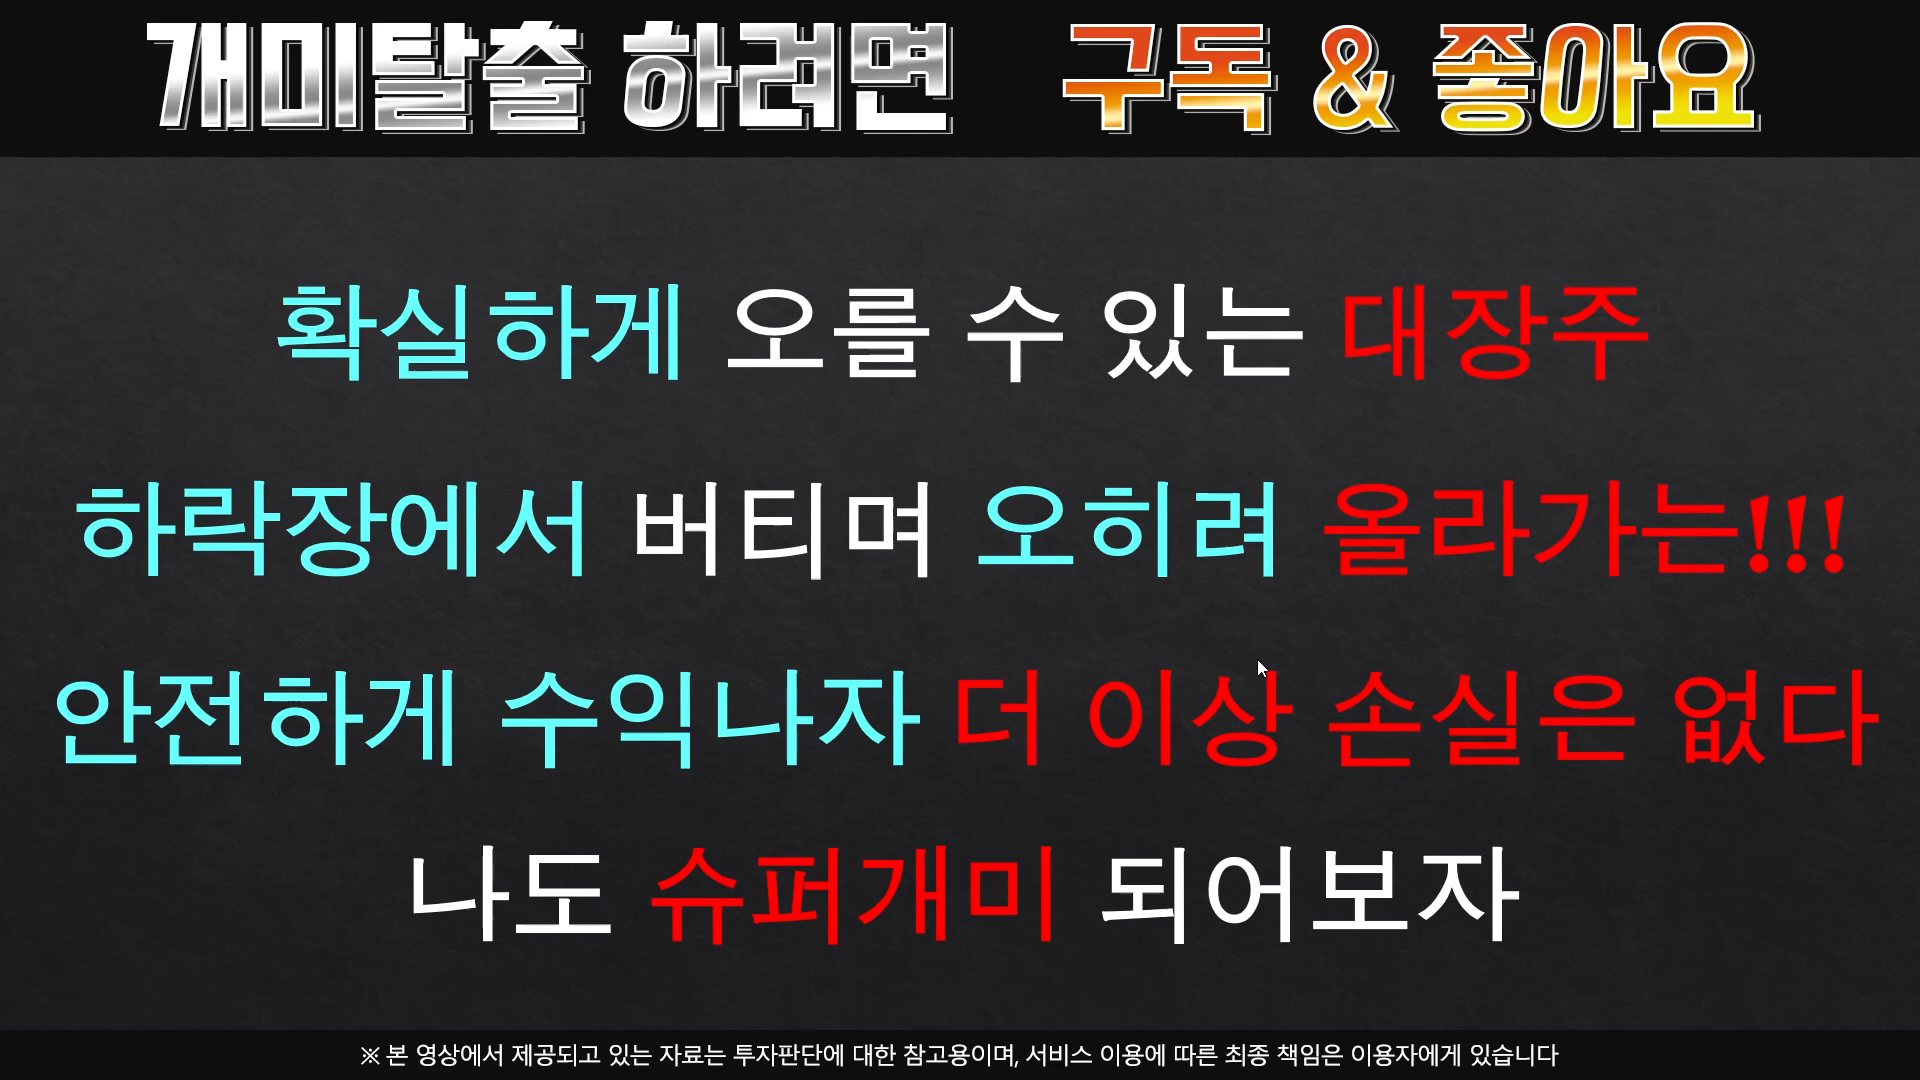 개미탈출 하려면 구독 & 좋아요
확실하게 오를 수 있는 대장주
하락장에서 버티며 오히려 올라가는!!!
안전하게 수익나자 더 이상 손실은 없다
나도 슈퍼개미 되어보자
※ 본 영상에서 제공되고 있는 자료는 투자판단에 대한 참고용이며, 서비스 이용에 따른 최종 책임은 이용자에게 있습니다